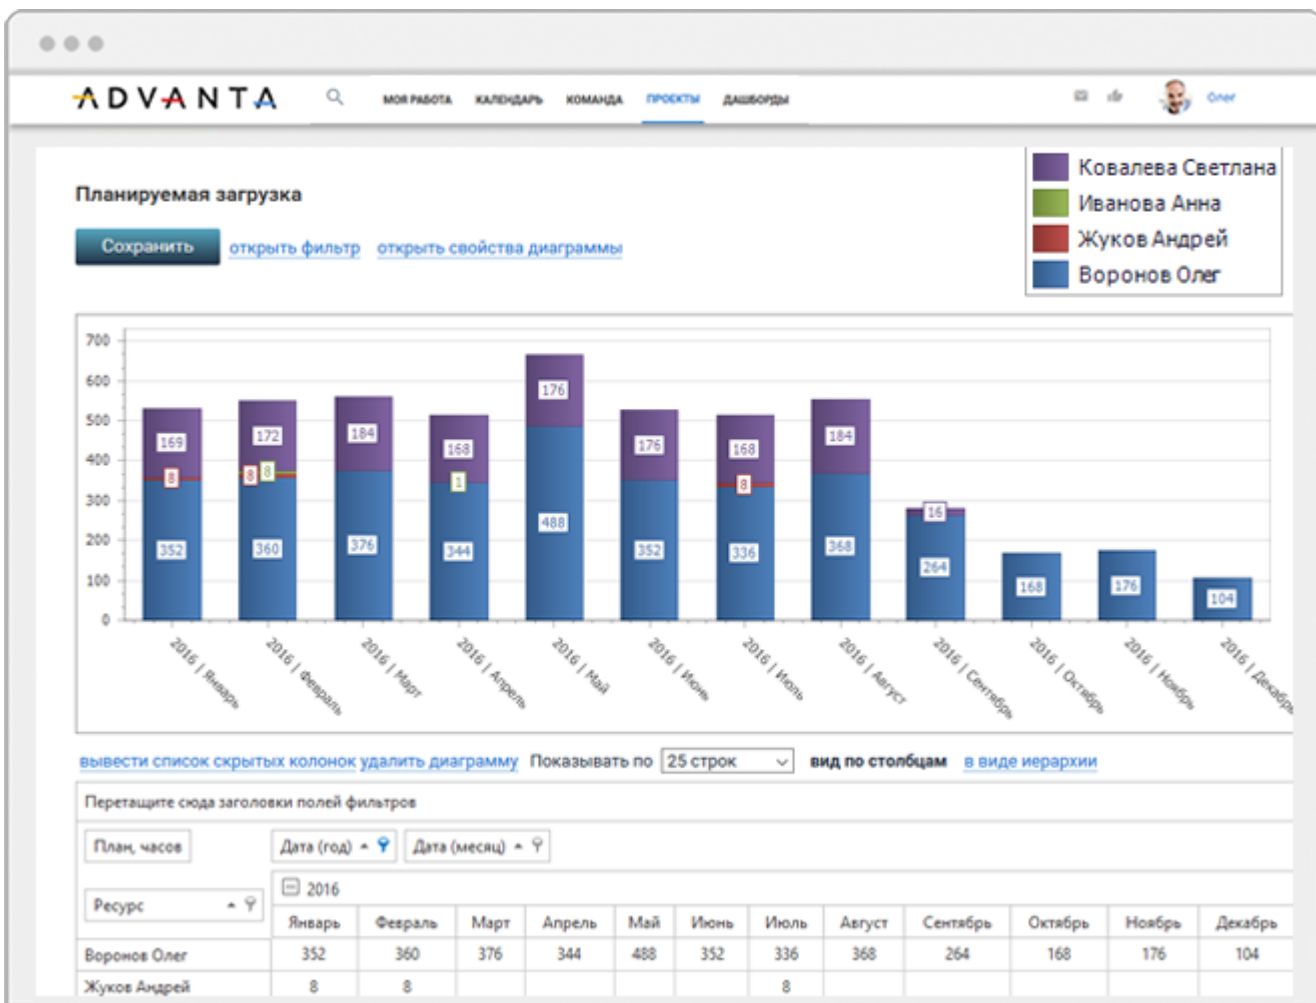 ADVANTA МОЯ РАБОТА КАЛЕНДАРЬ КОМАНДА ПРОЕКТЫ ДАШБОРДЫ Олег
Ковалева Светлана
Иванова Анна
Жуков Андрей
Воронов Олег
Планируемая загрузка
Сохранить открыть фильтр открыть свойства диаграммы
700
600
500
400
300
200
100
0
169 172 184 168 176 176 168 184 16
8 8 8 1 8
352 360 376 344 488 352 336 368 264 168 176 104
2016 | Январь 2016 | Февраль 2016 | Март 2016 | Апрель 2016 | Май 2016 | Июнь 2016 | Июль 2016 | Август 2016 | Сентябрь 2016 | Октябрь 2016 | Ноябрь 2016 | Декабрь
вывести список скрытых колонок удалить диаграмму Показывать по 25 строк вид по столбцам в виде иерархии
Перетащите сюда заголовки полей фильтров
План, часов Дата (год) Дата (месяц)
2016
Ресурс
Январь Февраль Март Апрель Май Июнь Июль Август Сентябрь Октябрь Ноябрь Декабрь
Воронов Олег 352 360 376 344 488 352 336 368 264 168 176 104
Жуков Андрей 8 8 8